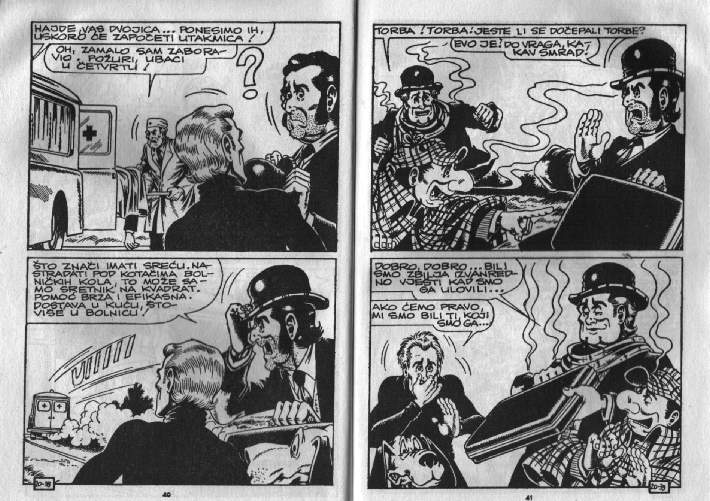 HAJDE VAS DVOJICA... PONESIMO IH,
USKORO ĆE ZAPOČETI UTAKMICA!
OH, ZAMALO SAM ZABORA-
VIO! POŽURI, UBACI
U ČETVRTU!
?
ŠTO ZNAČI IMATI SREĆU. NA-
STRADATI POD KOTAČIMA BOL-
NIČKIH KOLA, TO MOŽE SA-
MO SRETNIK NA KVADRAT.
POMOĆ BRZA I EFIKASNA.
DOSTAVA U KUĆU, ŠTO-
VIŠE U BOLNICU!
40
TORBA! TORBA! JESTE LI SE DOČEPALI TORBE?
EVO JE! DO VRAGA, KA-
KAV SMRAD!
DOBRO, DOBRO... BILI
SMO ZBILJA IZVANRED-
NO VJEŠTI KAD SMO
GA ULOVILI...
AKO ĆEMO PRAVO,
MI SMO BILI TI, KOJI
SMO GA...
41